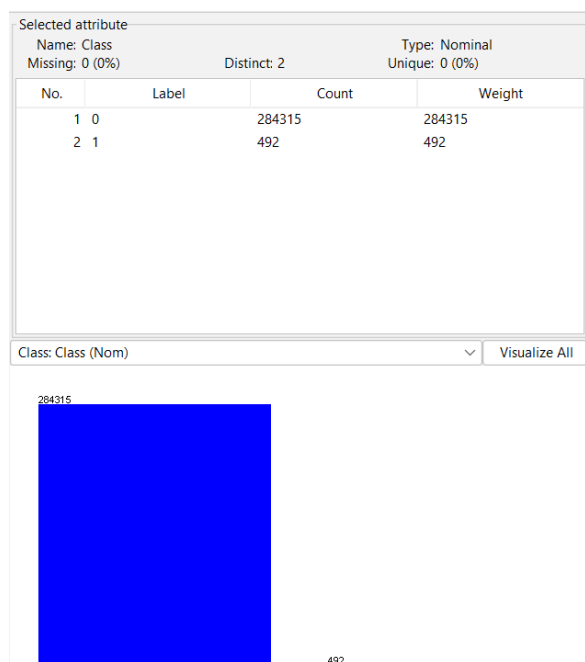 Selected attribute
Name: Class Type: Nominal
Missing: 0 (0%) Distinct: 2 Unique: 0 (0%)
No. Label Count Weight
1 0 284315 284315
2 1 492 492
Class: Class (Nom) Visualize All
284315
492